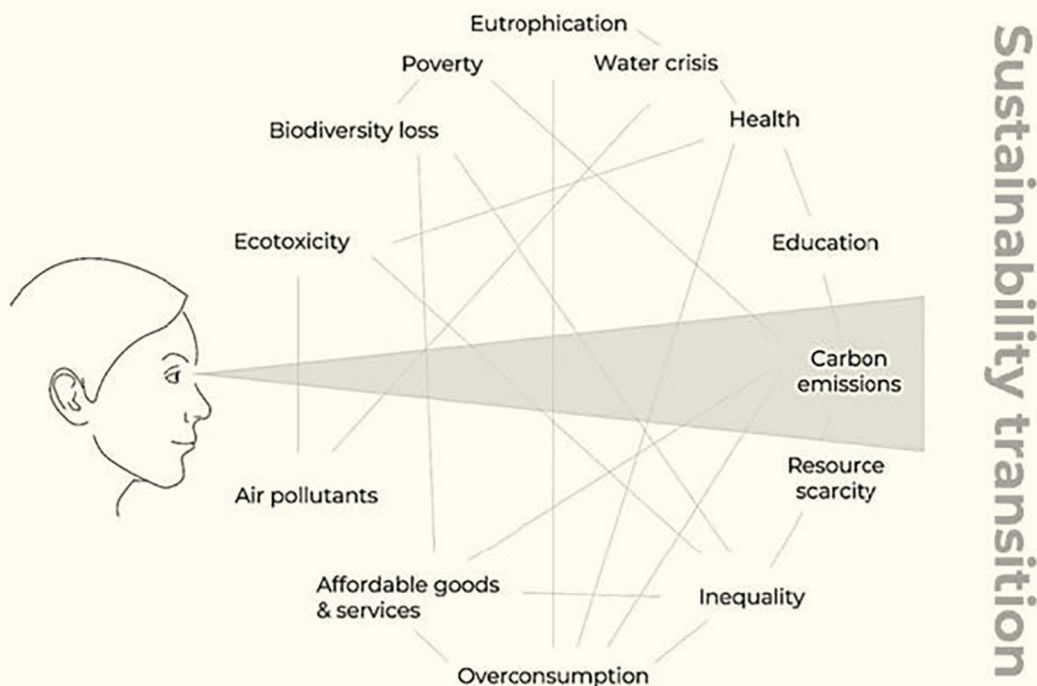 Eutrophication
Poverty
Water crisis
Health
Biodiversity loss
Ecotoxicity
Education
Carbon
emissions
Resource
scarcity
Air pollutants
Affordable goods
& services
Inequality
Overconsumption
Sustainability transition